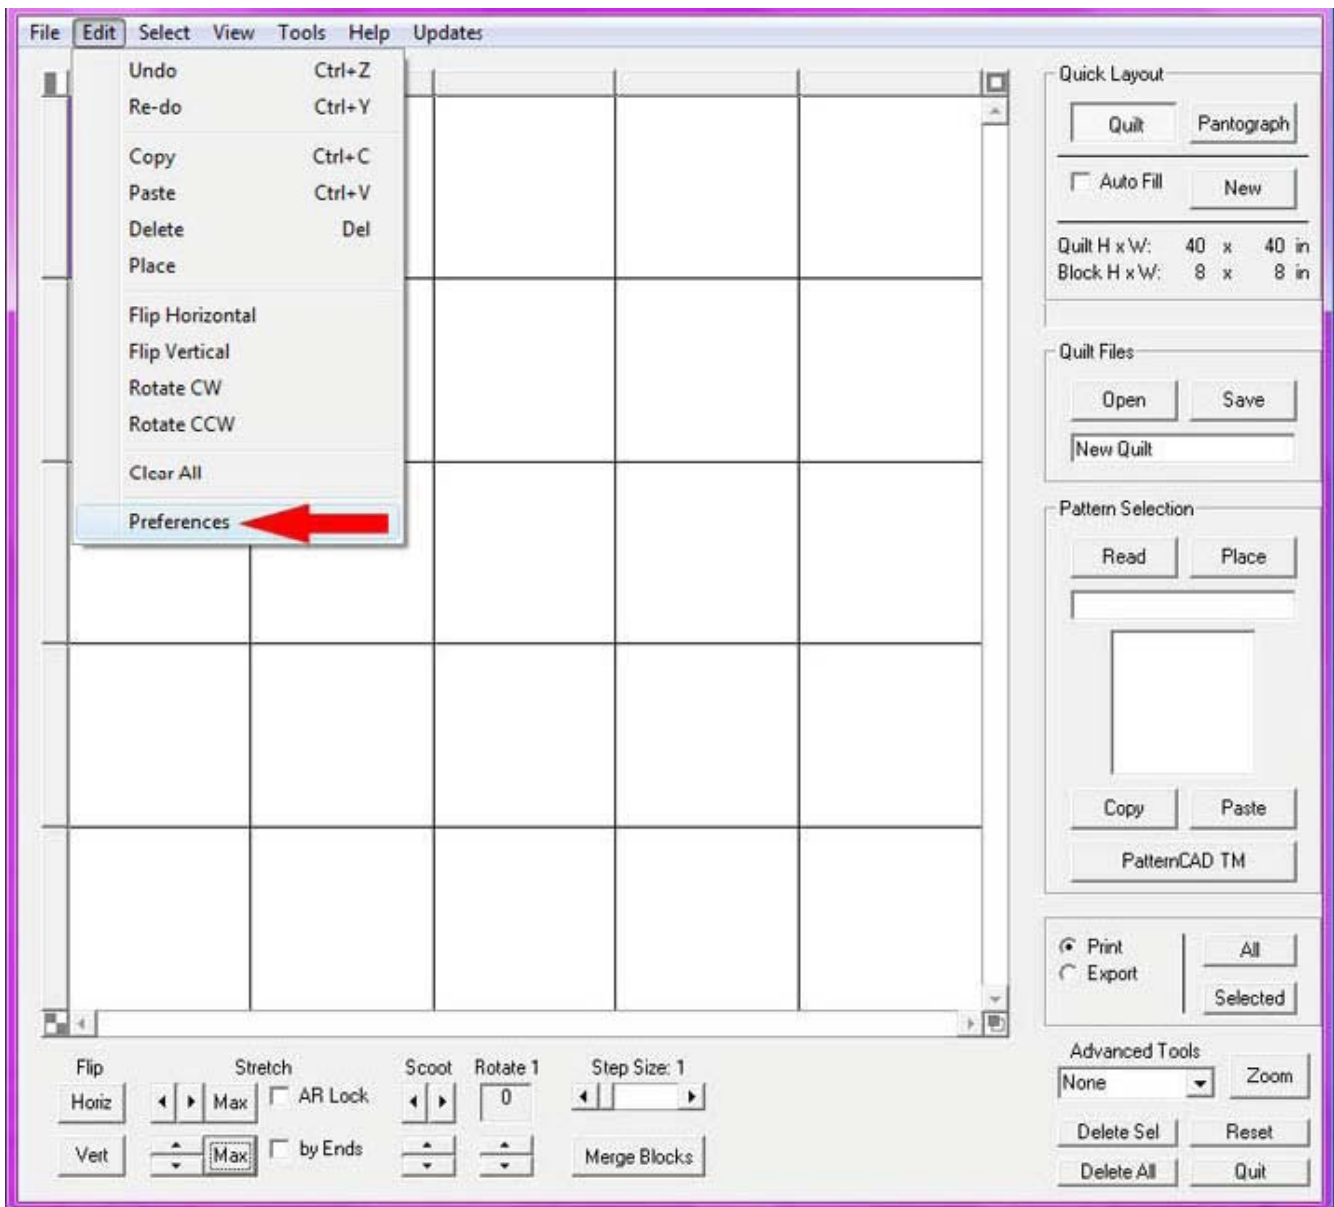 File Edit Select View Tools Help Updates
Undo Ctrl+Z
Re-do Ctrl+Y
Copy Ctrl+C
Paste Ctrl+V
Delete Del
Place
Flip Horizontal
Flip Vertical
Rotate CW
Rotate CCW
Clear All
Preferences
Quick Layout
Quilt Pantograph
Auto Fill New
Quilt H x W: 40 x 40 in
Block H x W: 8 x 8 in
Quilt Files
Open Save
New Quilt
Pattern Selection
Read Place
Copy Paste
PatternCAD TM
Print All
Export
Selected
Advanced Tools
None Zoom
Delete Sel Reset
Delete All Quit
Flip Stretch Scoot Rotate 1 Step Size: 1
Horiz Max AR Lock 0
Vert Max by Ends Merge Blocks